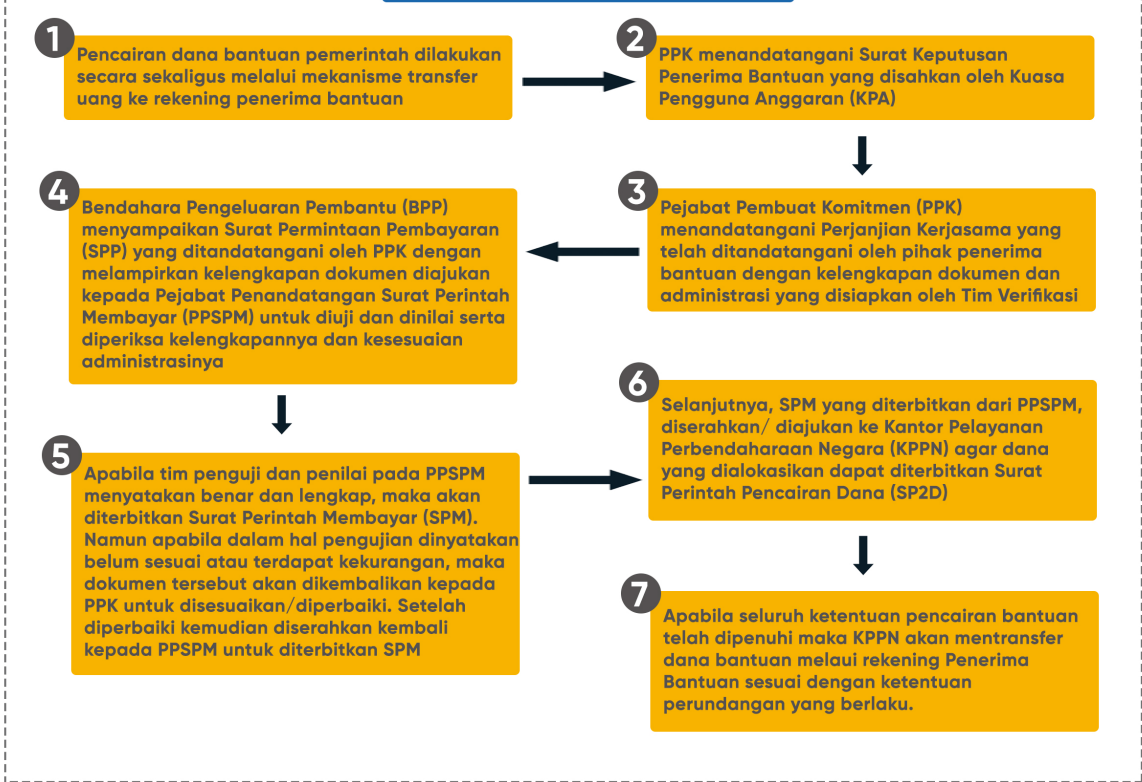 1
Pencairan dana bantuan pemerintah dilakukan
secara sekaligus melalui mekanisme transfer
uang ke rekening penerima bantuan
2
PPK menandatangani Surat Keputusan
Penerima Bantuan yang disahkan oleh Kuasa
Pengguna Anggaran (KPA)
3
Pejabat Pembuat Komitmen (PPK)
menandatangani Perjanjian Kerjasama yang
telah ditandatangani oleh pihak penerima
bantuan dengan kelengkapan dokumen dan
administrasi yang disiapkan oleh Tim Verifikasi
4
Bendahara Pengeluaran Pembantu (BPP)
menyampaikan Surat Permintaan Pembayaran
(SPP) yang ditandatangani oleh PPK dengan
melampirkan kelengkapan dokumen diajukan
kepada Pejabat Penandatangan Surat Perintah
Membayar (PPSPM) untuk diuji dan dinilai serta
diperiksa kelengkapannya dan kesesuaian
administrasinya
5
Apabila tim penguji dan penilai pada PPSPM
menyatakan benar dan lengkap, maka akan
diterbitkan Surat Perintah Membayar (SPM).
Namun apabila dalam hal pengujian dinyatakan
belum sesuai atau terdapat kekurangan, maka
dokumen tersebut akan dikembalikan kepada
PPK untuk disesuaikan/diperbaiki. Setelah
diperbaiki kemudian diserahkan kembali
kepada PPSPM untuk diterbitkan SPM
6
Selanjutnya, SPM yang diterbitkan dari PPSPM,
diserahkan/ diajukan ke Kantor Pelayanan
Perbendaharaan Negara (KPPN) agar dana
yang dialokasikan dapat diterbitkan Surat
Perintah Pencairan Dana (SP2D)
7
Apabila seluruh ketentuan pencairan bantuan
telah dipenuhi maka KPPN akan mentransfer
dana bantuan melaui rekening Penerima
Bantuan sesuai dengan ketentuan
perundangan yang berlaku.